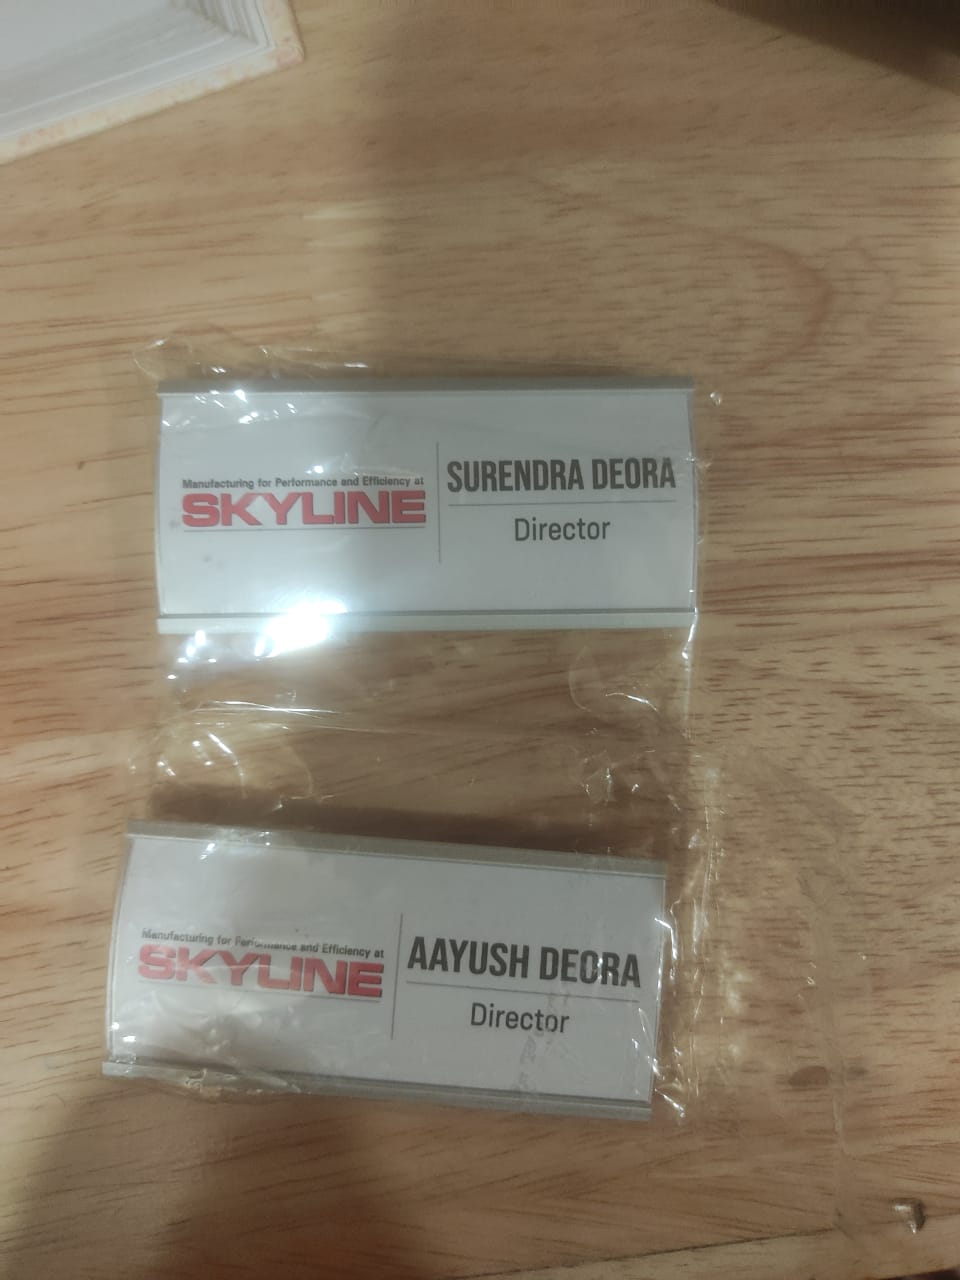 Manufacturing for Performance and Efficiency at
SKYLINE
SURENDRA DEORA
Director
Manufacturing for Performance and Efficiency at
SKYLINE
AAYUSH DEORA
Director